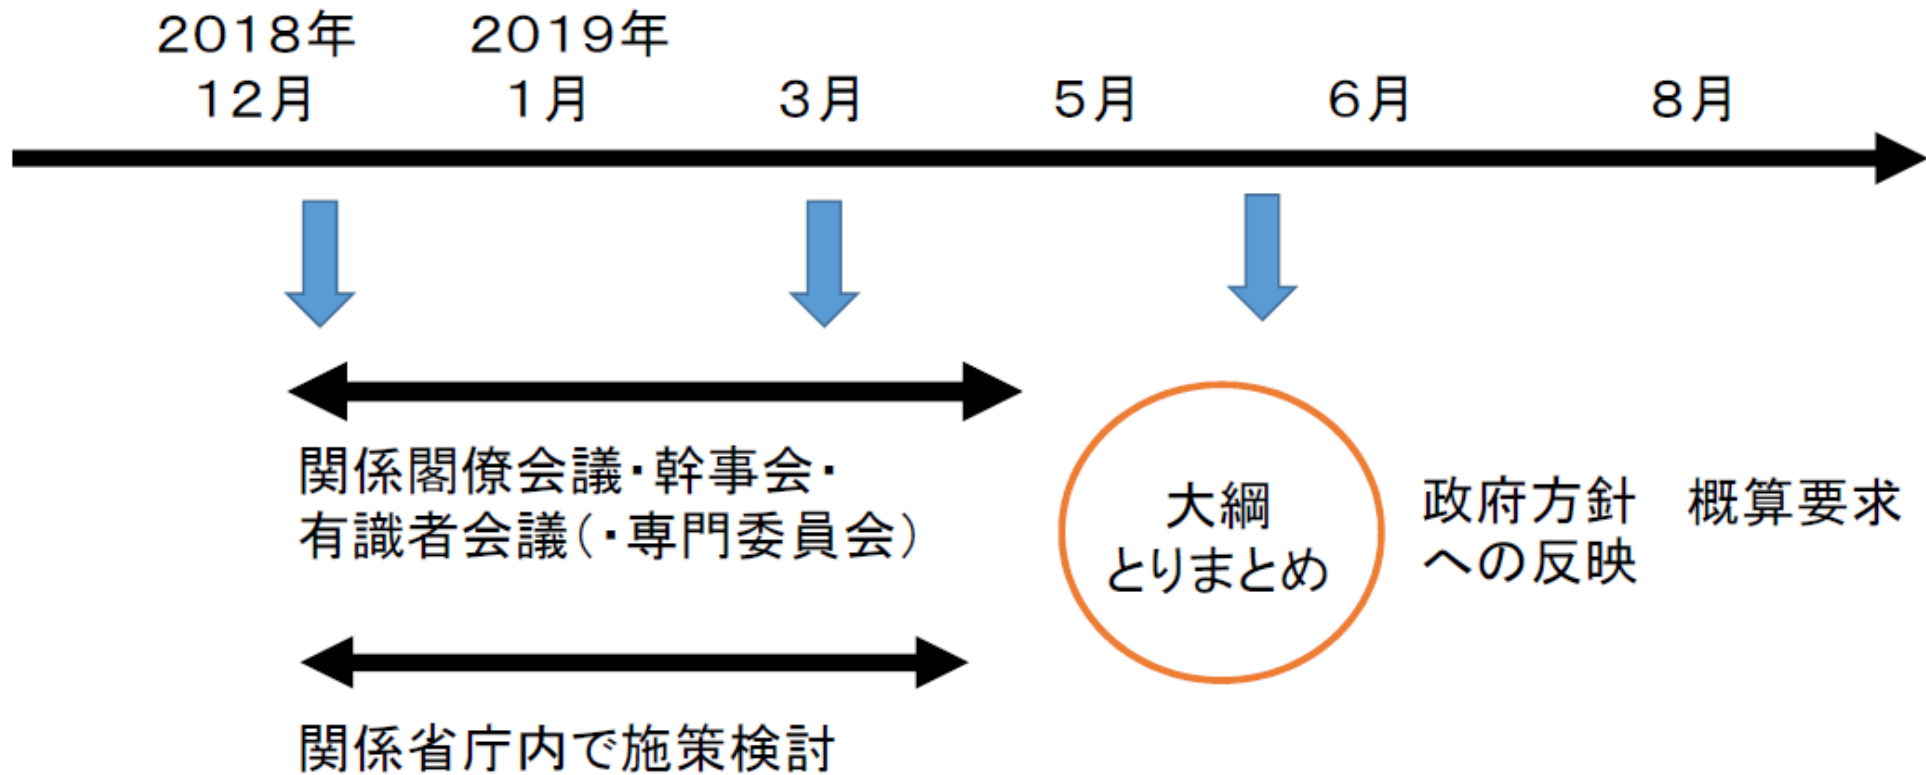 2018年 2019年
12月 1月 3月 5月 6月 8月
関係閣僚会議・幹事会・
有識者会議(・専門委員会)
関係省庁内で施策検討
大綱
とりまとめ
政府方針
への反映
概算要求